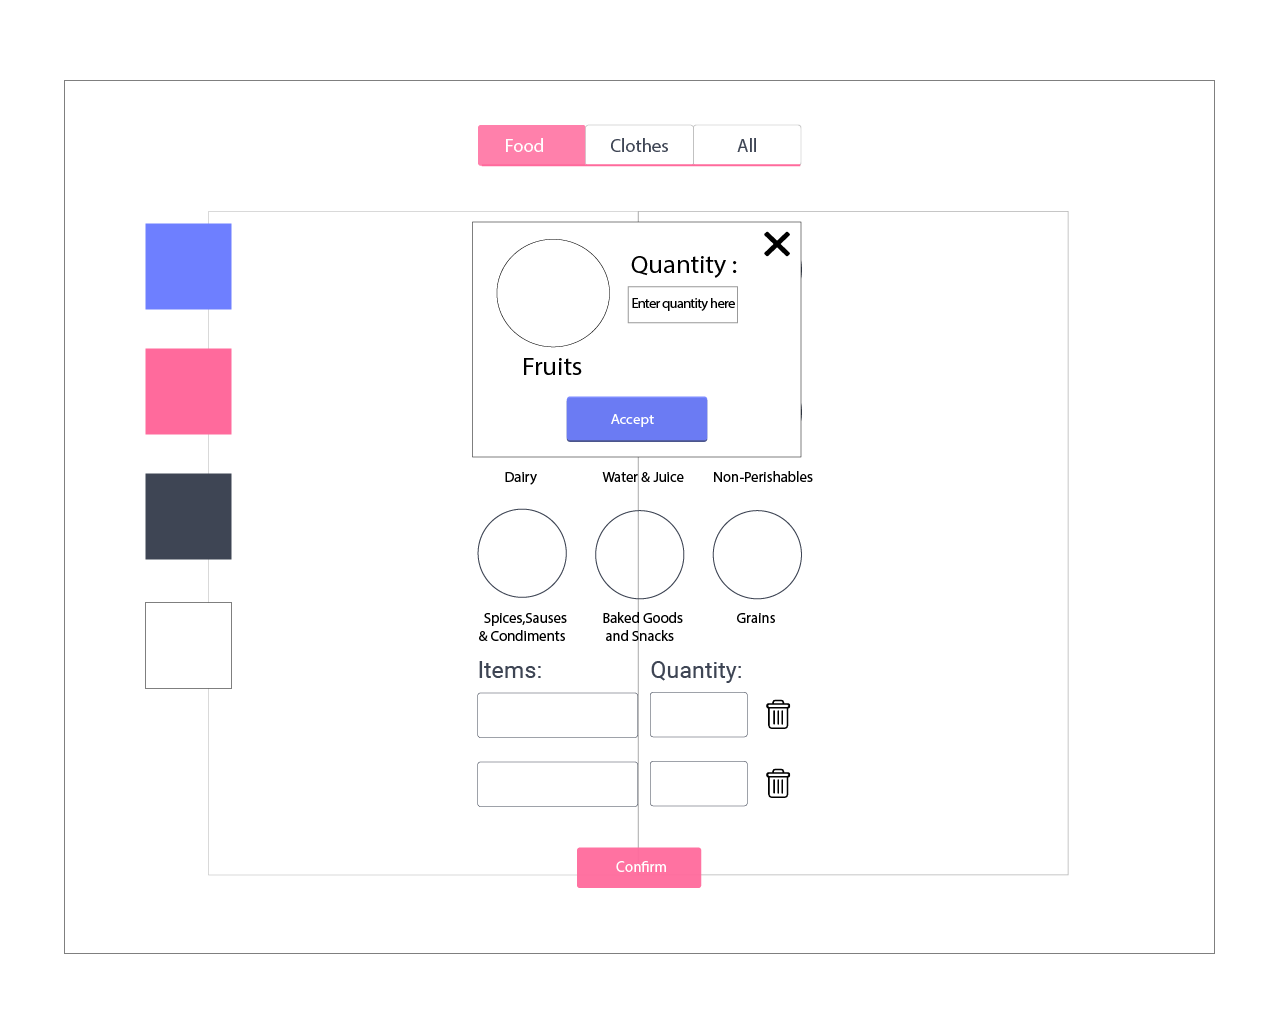 Food
Clothes
All
Quantity :
Enter quantity here
Fruits
Accept
Dairy
Water & Juice
Non-Perishables
Spices,Sauses
& Condiments
Baked Goods
and Snacks
Grains
Items:
Quantity:
Confirm